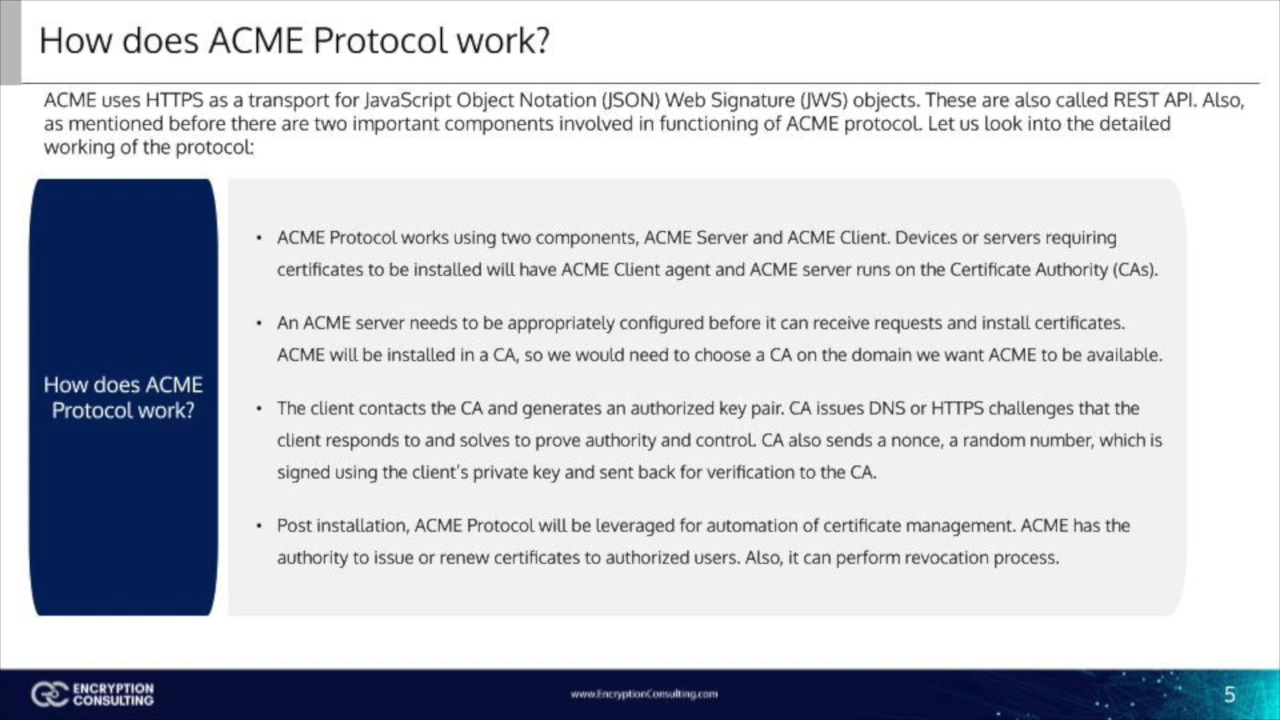 How does ACME Protocol work?
ACME uses HTTPS as a transport for JavaScript Object Notation (JSON) Web Signature (JWS) objects. These are also called REST API. Also,
as mentioned before there are two important components involved in functioning of ACME protocol. Let us look into the detailed
working of the protocol:
How does ACME
Protocol work?
• ACME Protocol works using two components, ACME Server and ACME Client. Devices or servers requiring
certificates to be installed will have ACME Client agent and ACME server runs on the Certificate Authority (CAs).
• An ACME server needs to be appropriately configured before it can receive requests and install certificates.
ACME will be installed in a CA, so we would need to choose a CA on the domain we want ACME to be available.
• The client contacts the CA and generates an authorized key pair. CA issues DNS or HTTPS challenges that the
client responds to and solves to prove authority and control. CA also sends a nonce, a random number, which is
signed using the client's private key and sent back for verification to the CA.
• Post installation, ACME Protocol will be leveraged for automation of certificate management. ACME has the
authority to issue or renew certificates to authorized users. Also, it can perform revocation process.
ENCRYPTION
CONSULTING
www.EncryptionConsulting.com
5